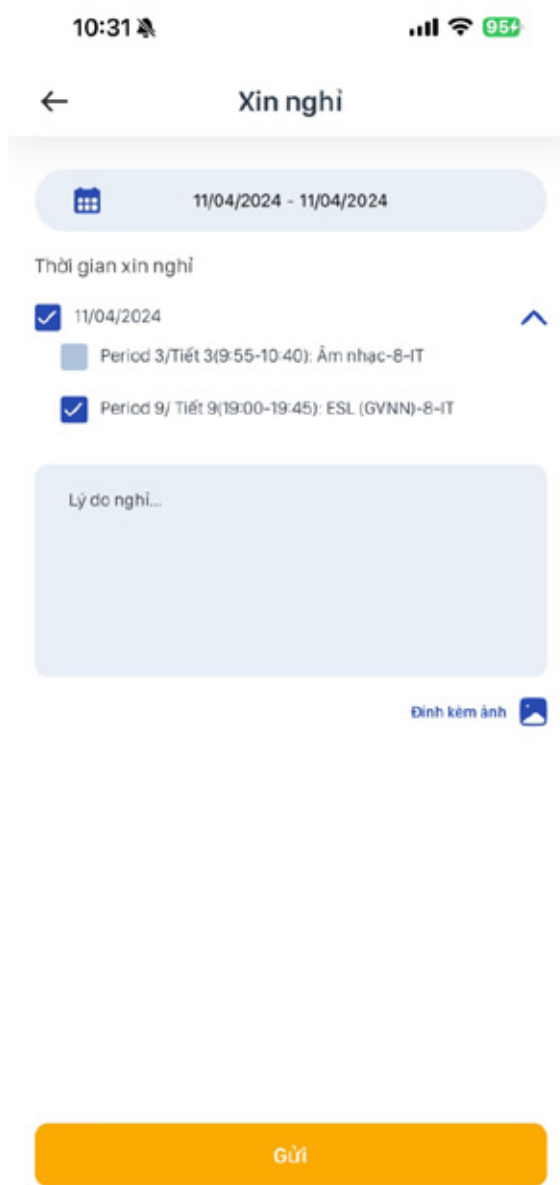 10:31
95
Xin nghỉ
11/04/2024 - 11/04/2024
Thời gian xin nghỉ
11/04/2024
Period 3/Tiết 3(9:55-10:40): Âm nhạc-8-IT
Period 9/ Tiết 9(19:00-19:45): ESL (GVNN)-8-IT
Lý do nghỉ...
Đính kèm ảnh
Gửi